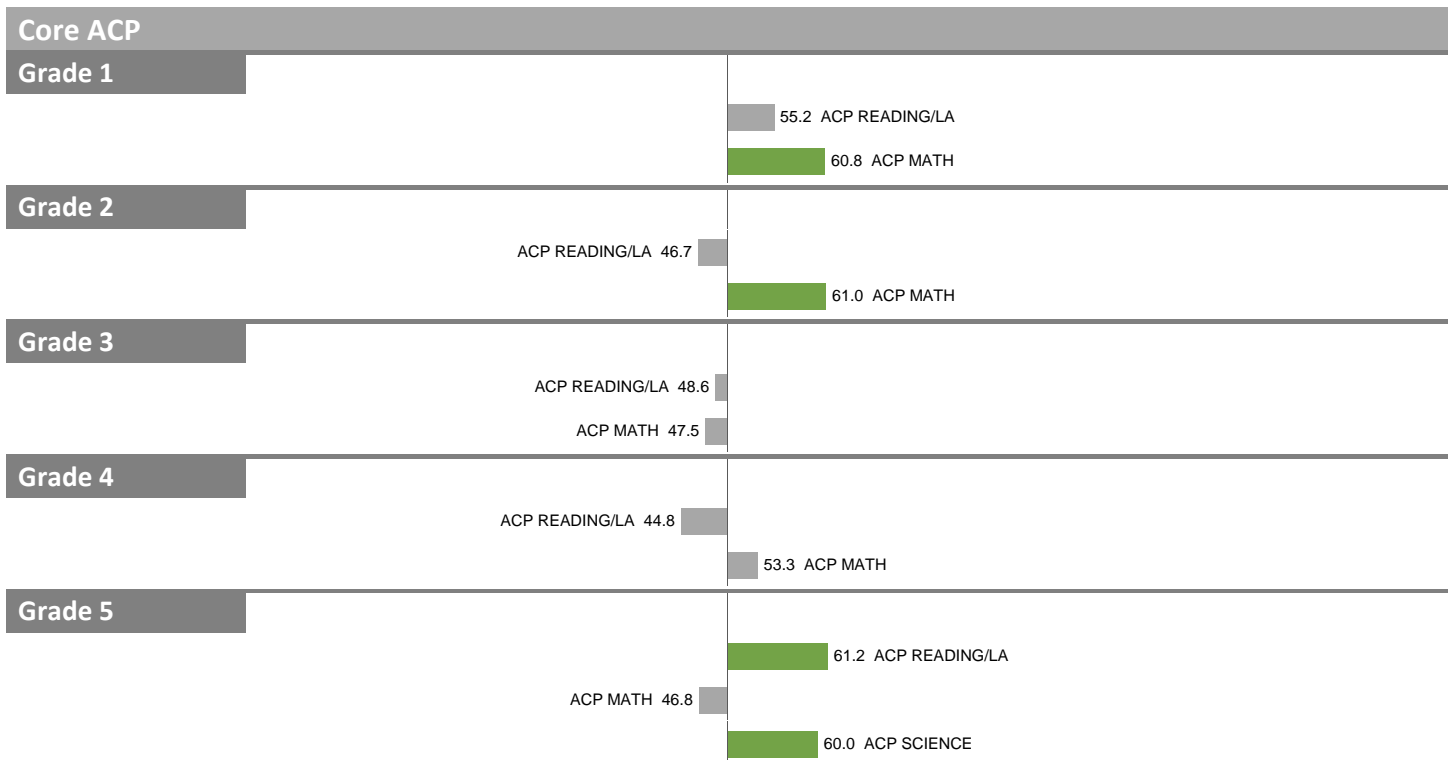 Core ACP
Grade 1
55.2 ACP READING/LA
60.8 ACP MATH
Grade 2
ACP READING/LA 46.7
61.0 ACP MATH
Grade 3
ACP READING/LA 48.6
ACP MATH 47.5
Grade 4
ACP READING/LA 44.8
53.3 ACP MATH
Grade 5
61.2 ACP READING/LA
ACP MATH 46.8
60.0 ACP SCIENCE